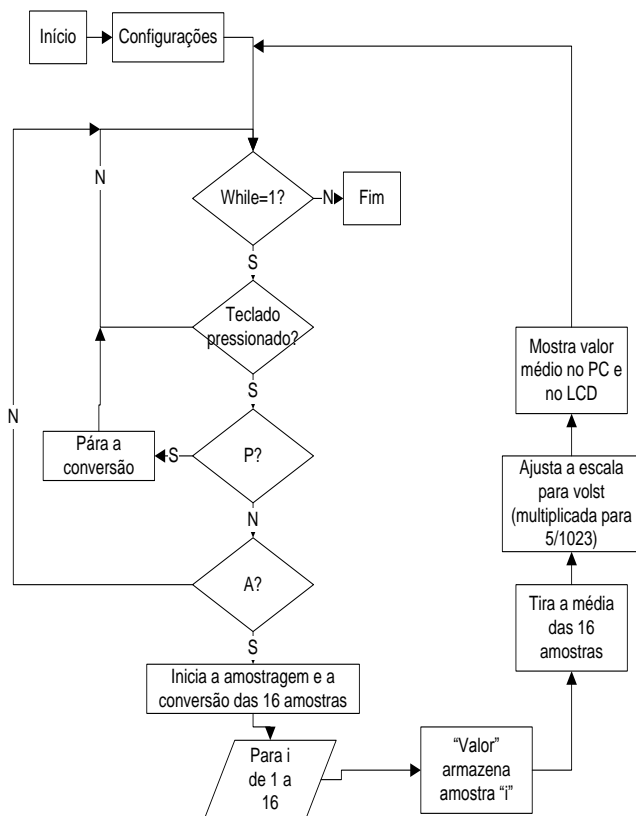 Início
Configurações
While=1?
N
Fim
S
N
Teclado
pressionado?
S
N
P?
S
Pára a
conversão
N
A?
S
Inicia a amostragem e a
conversão das 16 amostras
Para i
de 1 a
16
“Valor”
armazena
amostra “i”
Tira a média
das 16
amostras
Ajusta a escala
para volst
(multiplicada para
5/1023)
Mostra valor
médio no PC e
no LCD